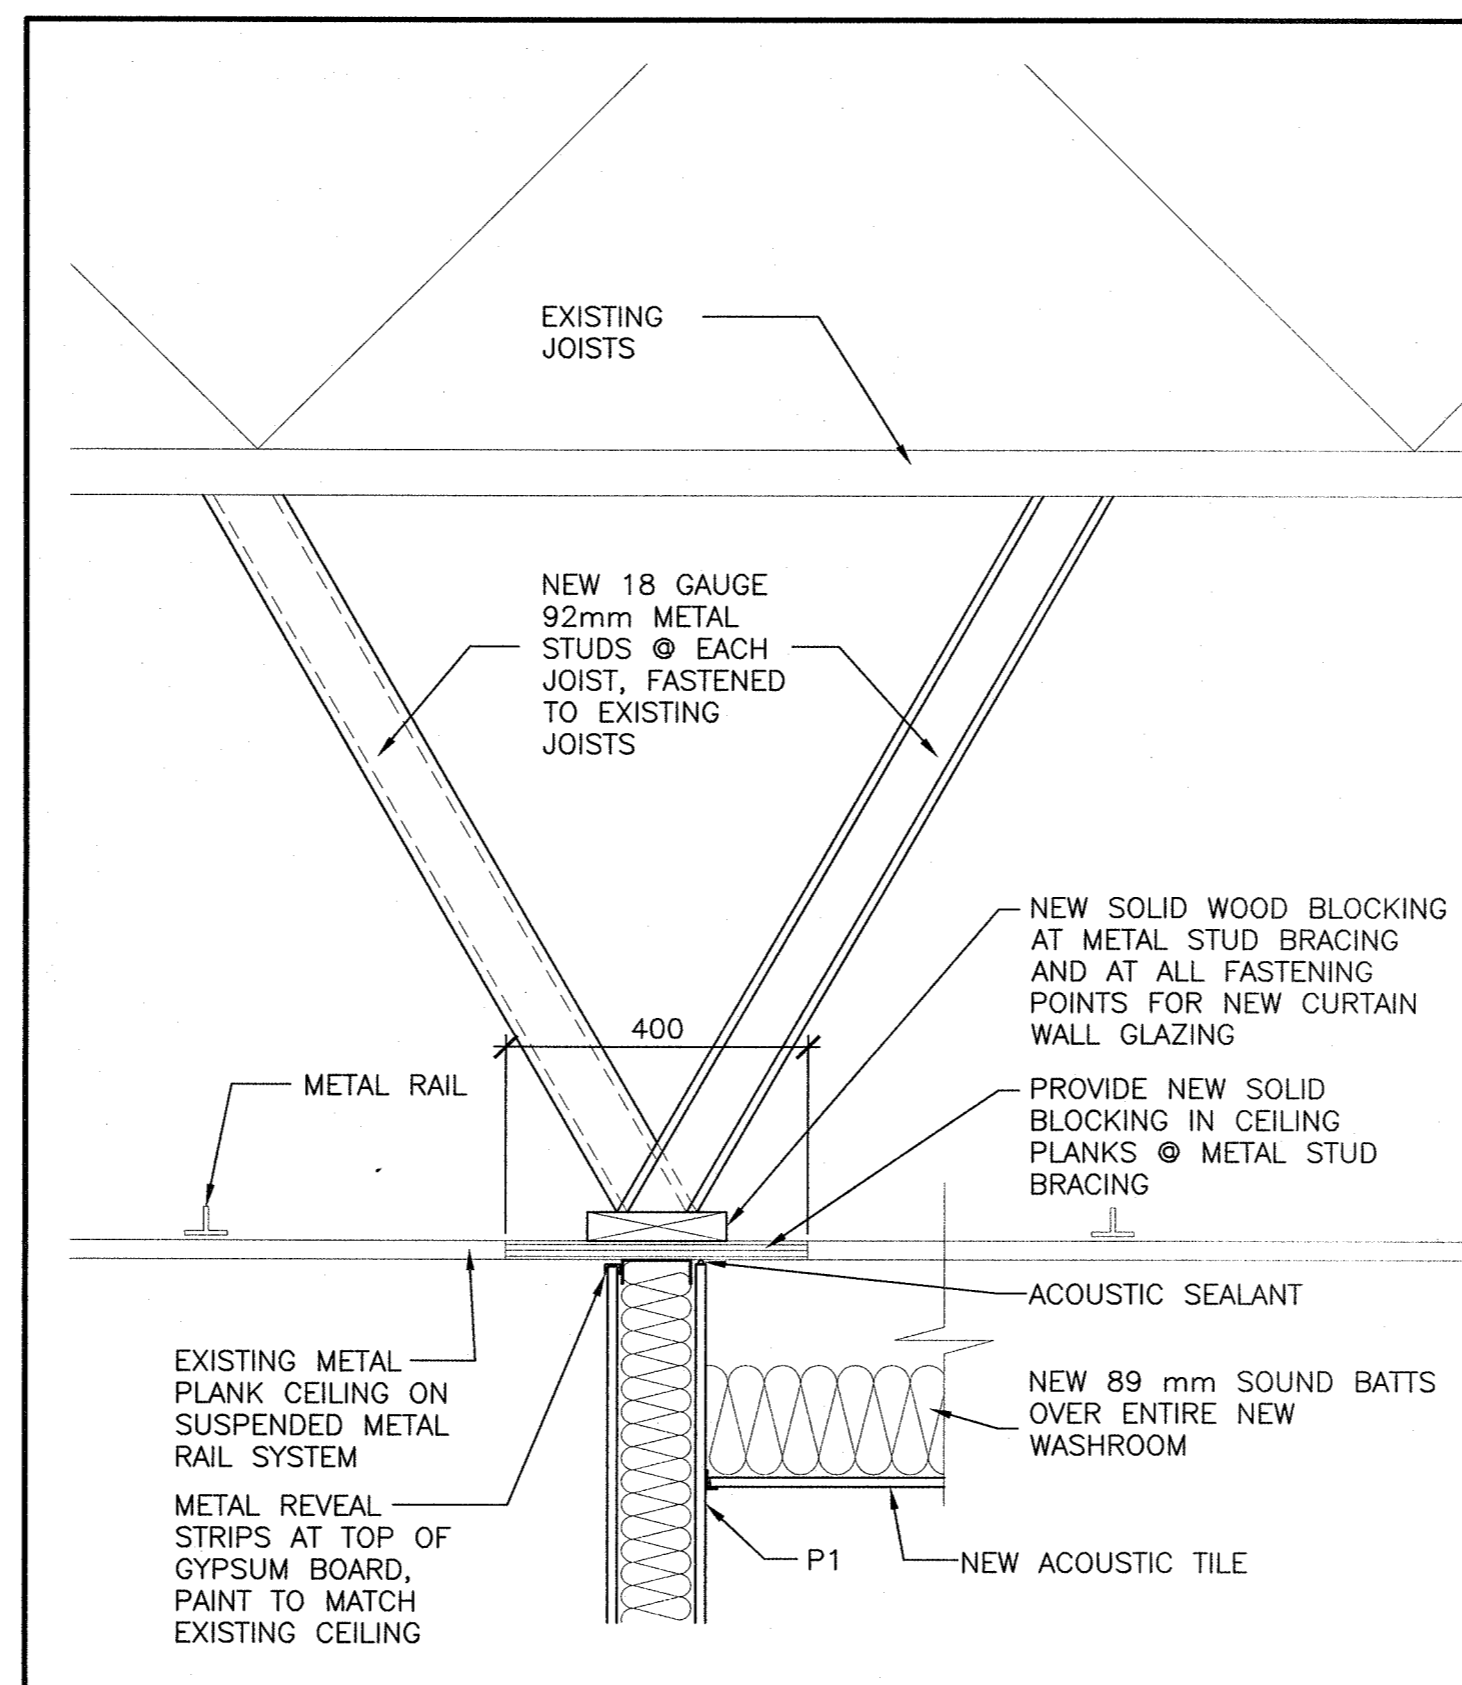 EXISTING
JOISTS
NEW 18 GAUGE
92mm METAL
STUDS @ EACH
JOIST, FASTENED
TO EXISTING
JOISTS
NEW SOLID WOOD BLOCKING
AT METAL STUD BRACING
AND AT ALL FASTENING
POINTS FOR NEW CURTAIN
WALL GLAZING
400
METAL RAIL
PROVIDE NEW SOLID
BLOCKING IN CEILING
PLANKS @ METAL STUD
BRACING
ACOUSTIC SEALANT
EXISTING METAL
PLANK CEILING ON
SUSPENDED METAL
RAIL SYSTEM
NEW 89 mm SOUND BATTS
OVER ENTIRE NEW
WASHROOM
METAL REVEAL
STRIPS AT TOP OF
GYPSUM BOARD,
PAINT TO MATCH
EXISTING CEILING
P1
NEW ACOUSTIC TILE